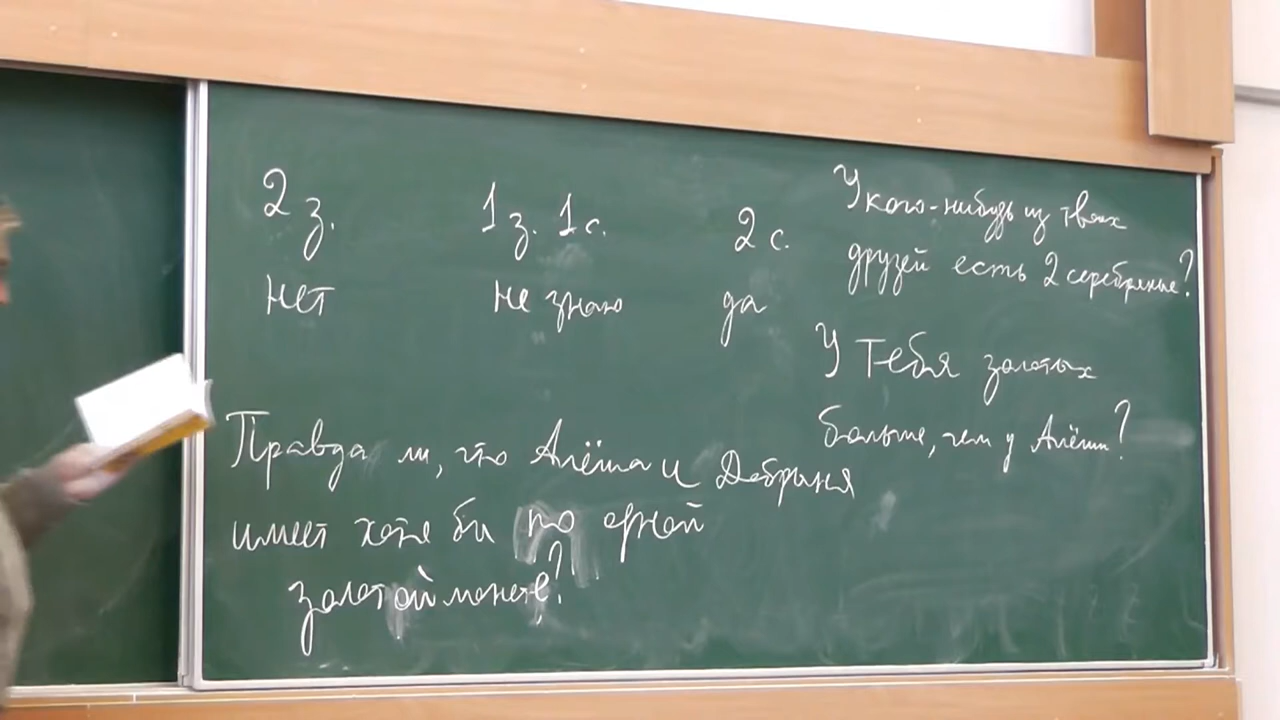 2 з. 1 з. 1 с. 2 с.
нет не знаю да
У кого-нибудь из твоих
друзей есть 2 серебряные?
У тебя золотых
больше, чем у Алёши?
Правда ли, что Алёша и Добрыня
имеет хотя бы по одной
золотой монете?